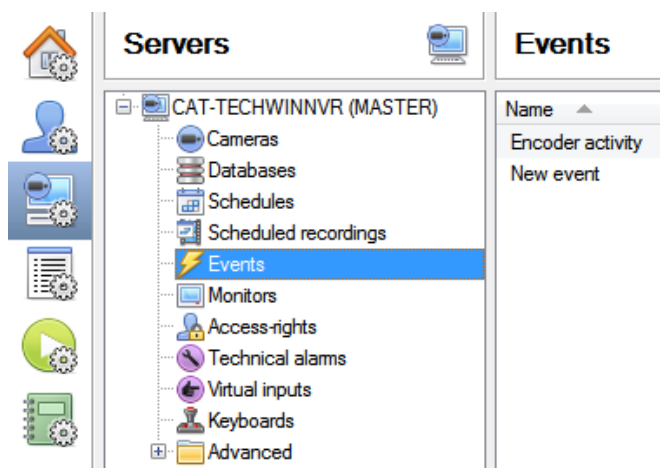 Servers
Events
CAT-TECHWINNVR (MASTER)
Cameras
Databases
Schedules
Scheduled recordings
Events
Monitors
Access-rights
Technical alarms
Virtual inputs
Keyboards
Advanced
Name
Encoder activity
New event